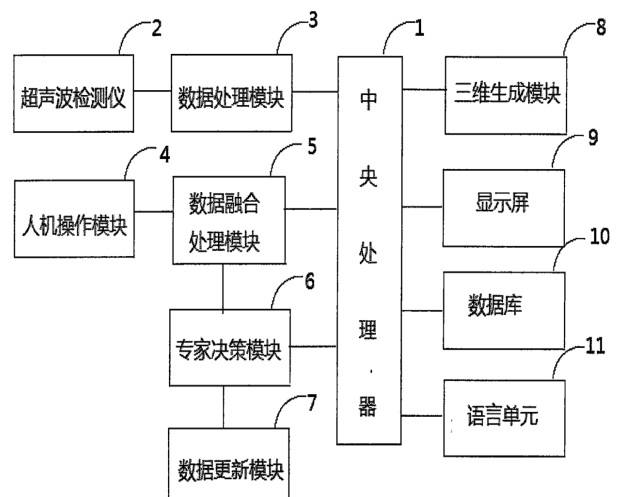 2
3
1
8
超声波检测仪
数据处理模块
三维生成模块
4
5
9
人机操作模块
数据融合
处理模块
显示屏
6
10
专家决策模块
数据库
7
11
数据更新模块
语言单元
中
央
处
理
器